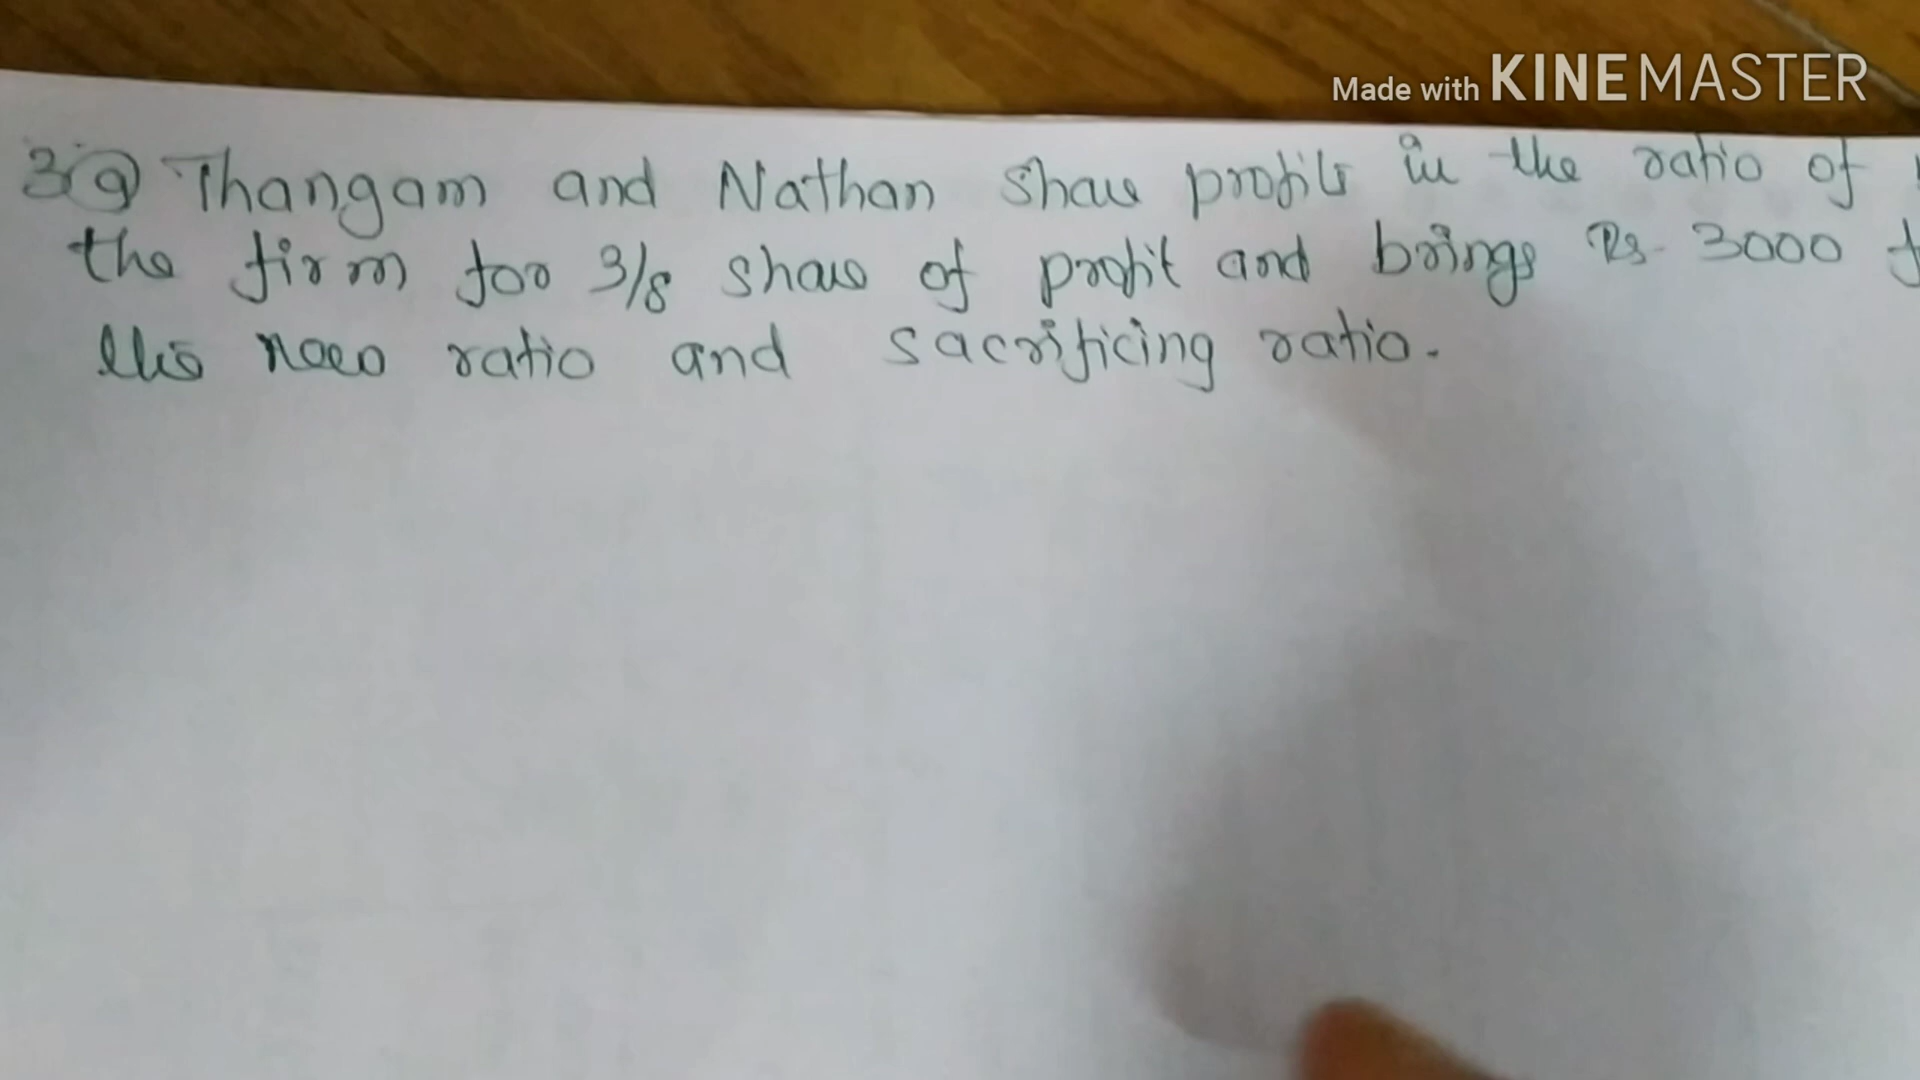 Made with KINEMASTER
3 a Thangam and Nathan share profits in the ratio of
the firm for 3/8 share of profit and brings Rs. 3000
the new ratio and sacrificing ratio.